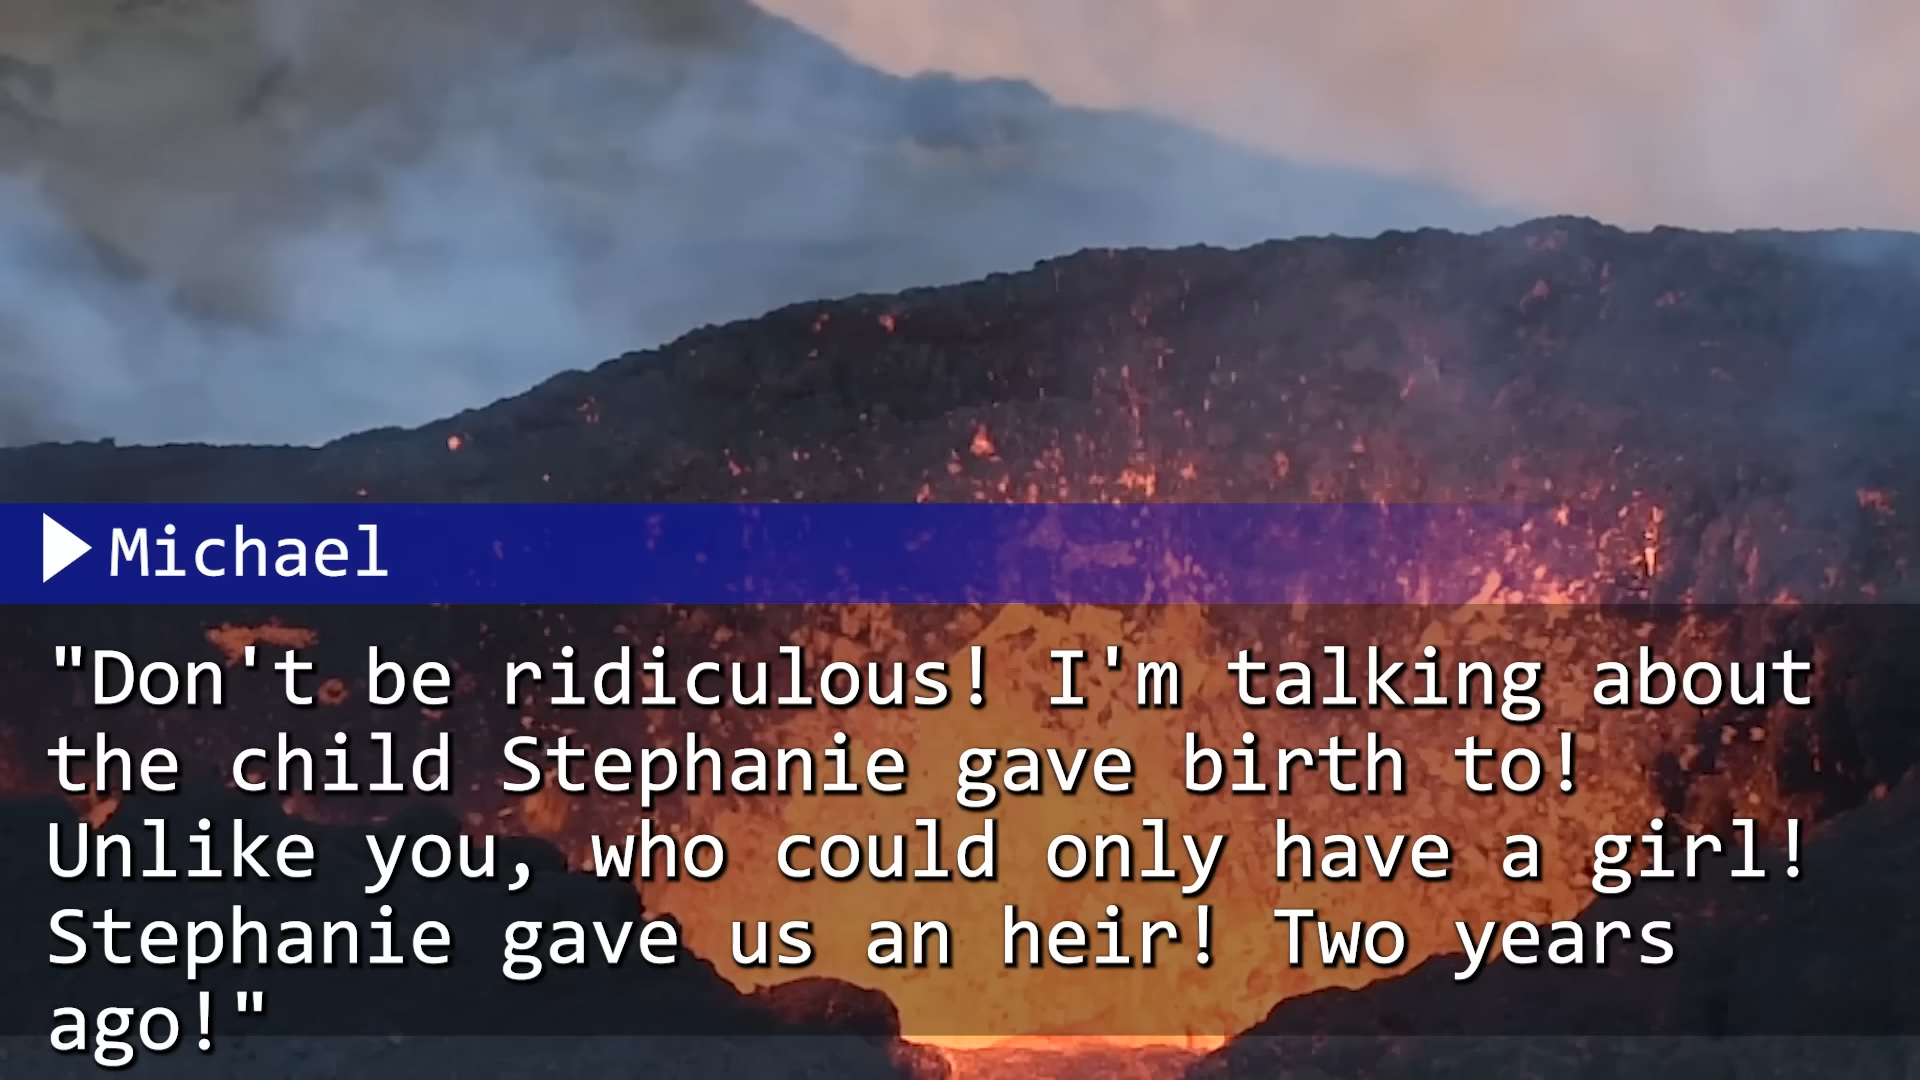 Michael
"Don't be ridiculous! I'm talking about
the child Stephanie gave birth to!
Unlike you, who could only have a girl!
Stephanie gave us an heir! Two years
ago!"